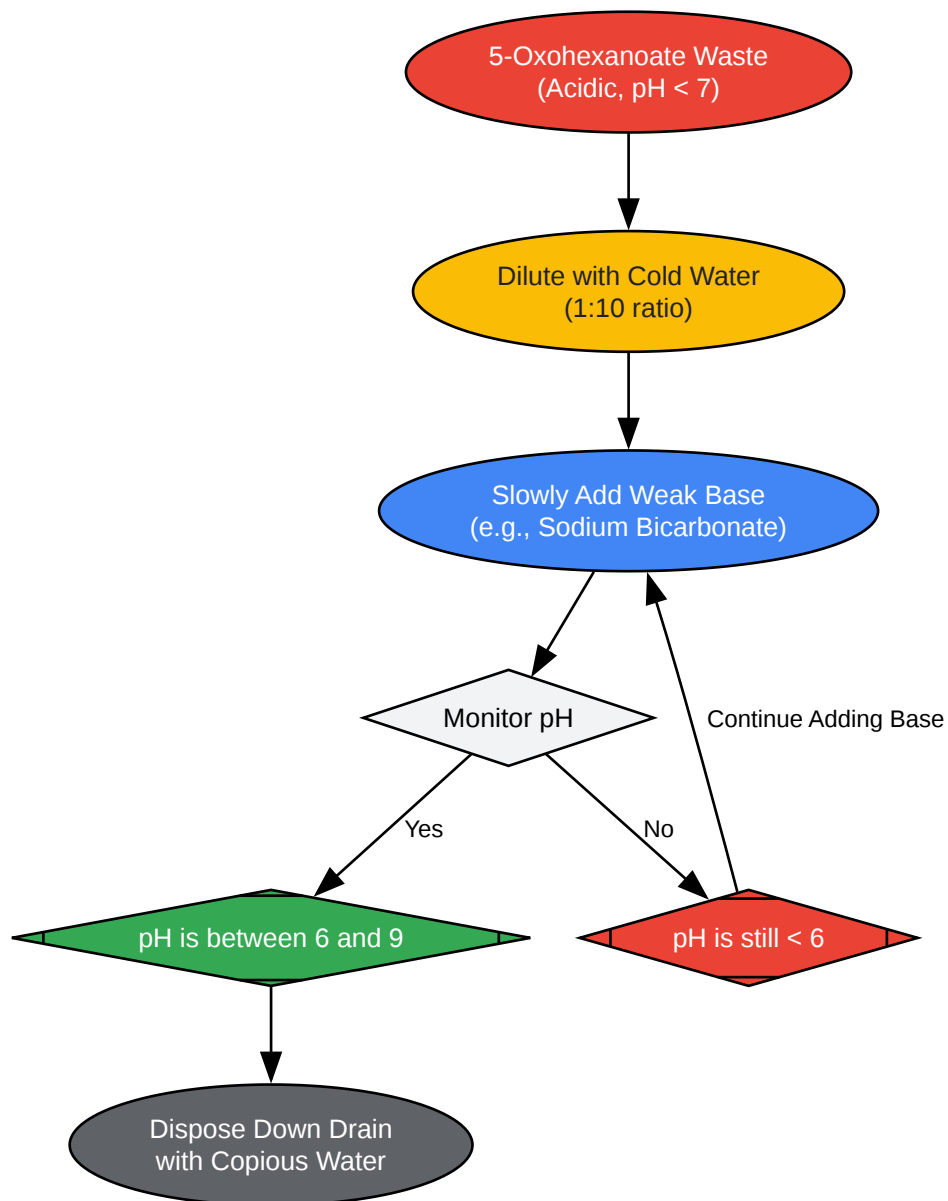 5-Oxohexanoate Waste
(Acidic, pH < 7)
Dilute with Cold Water
(1:10 ratio)
Slowly Add Weak Base
(e.g., Sodium Bicarbonate)
Monitor pH
Continue Adding Base
Yes
No
pH is between 6 and 9
pH is still < 6
Dispose Down Drain
with Copious Water